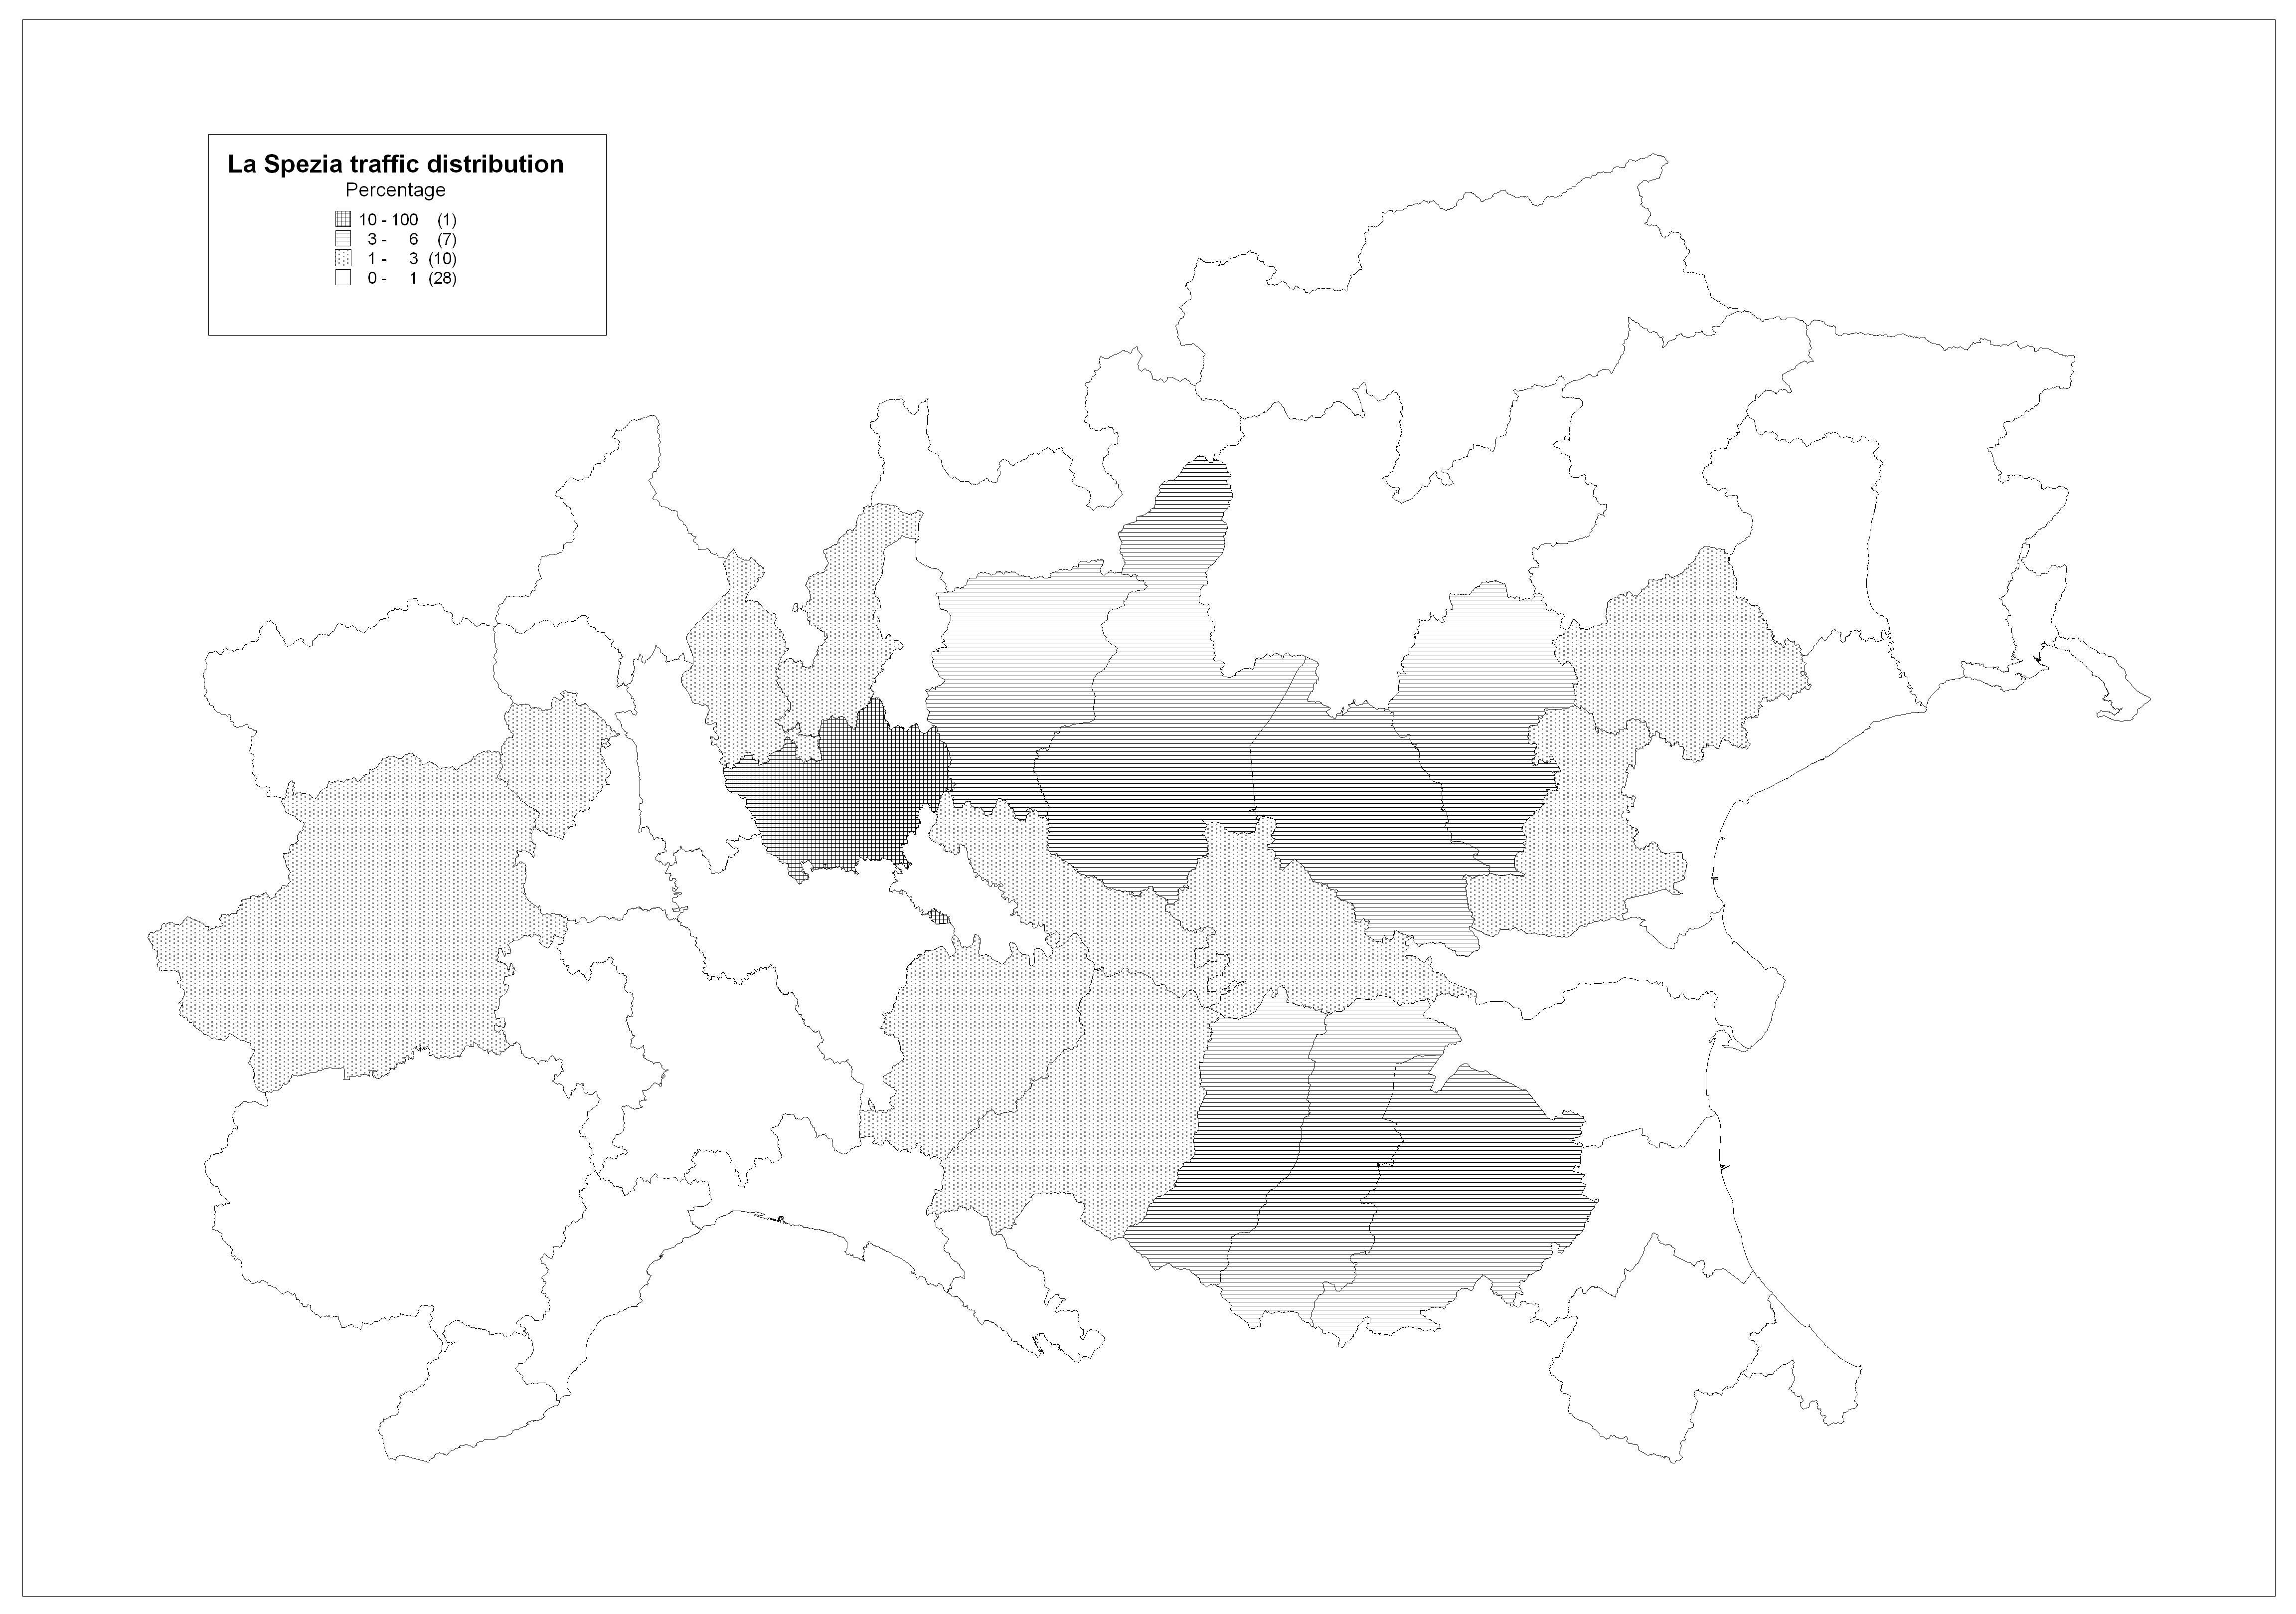 La Spezia traffic distribution
Percentage
10 - 100 (1)
3 - 6 (7)
1 - 3 (10)
0 - 1 (28)